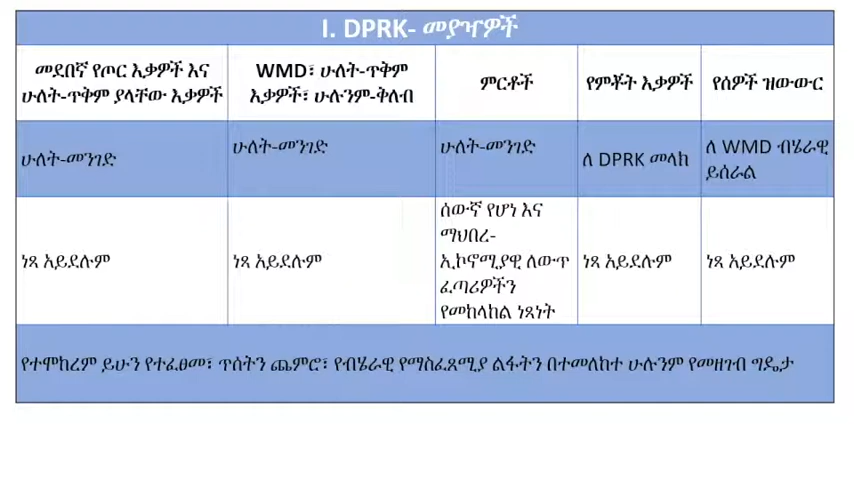 I. DPRK- መያዣዎች
መደበኛ የጦር እቃዎች እና
ሁለት-ጥቅም ያላቸው እቃዎች
WMD፣ ሁለት-ጥቅም
እቃዎች፣ ሁሉንም-ቅለብ
ምርቶች
የምቾት እቃዎች
የሰዎች ዝውውር
ሁለት-መንገድ
ሁለት-መንገድ
ሁለት-መንገድ
ለ DPRK መላክ
ለ WMD ብሄራዊ
ይሰራል
ነጻ አይደሉም
ነጻ አይደሉም
ሰውኛ የሆነ እና
ማህበረ-
ኢኮኖሚያዊ ለውጥ
ፈጣሪዎችን
የመከላከል ነጻነት
ነጻ አይደሉም
ነጻ አይደሉም
የተሞከረም ይሁን የተፈፀመ፣ ጥሰትን ጨምሮ፣ የብሄራዊ የማስፈጸሚያ ልፋትን በተመለከተ ሁሉንም የመዘገብ ግዴታ